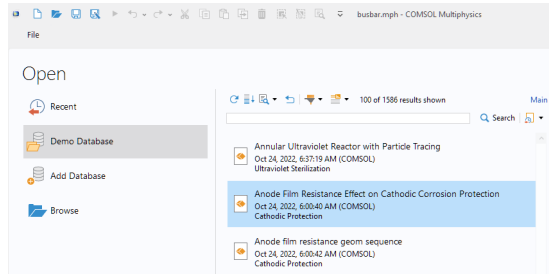 busbar.mph - COMSOL Multiphysics
File
Open
Recent
Demo Database
Add Database
Browse
100 of 1586 results shown
Main
Search
Annular Ultraviolet Reactor with Particle Tracing
Oct 24, 2022, 6:37:19 AM (COMSOL)
Ultraviolet Sterilization
Anode Film Resistance Effect on Cathodic Corrosion Protection
Oct 24, 2022, 6:00:40 AM (COMSOL)
Cathodic Protection
Anode film resistance geom sequence
Oct 24, 2022, 6:00:42 AM (COMSOL)
Cathodic Protection